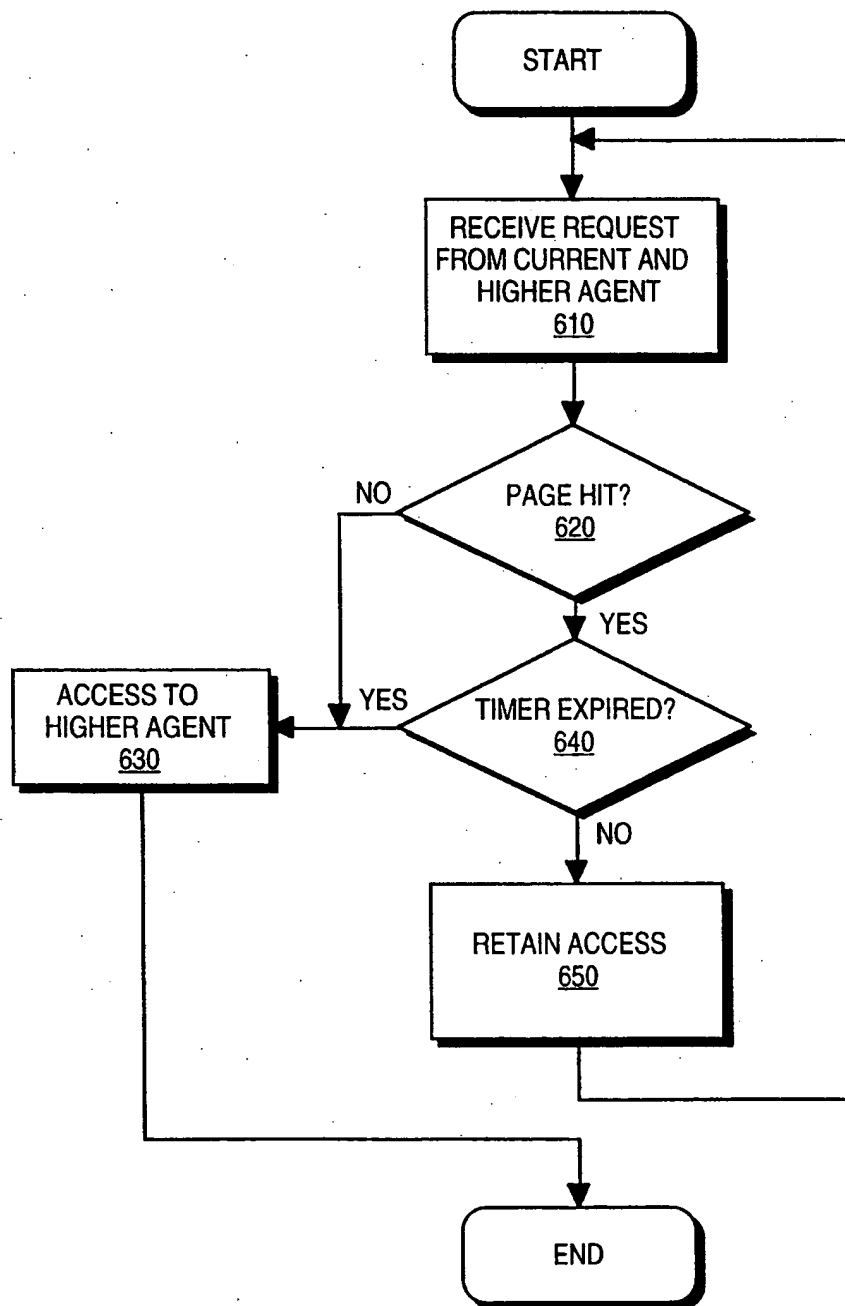 START
RECEIVE REQUEST
FROM CURRENT AND
HIGHER AGENT
610
NO
PAGE HIT?
620
YES
ACCESS TO
HIGHER AGENT
630
YES
TIMER EXPIRED?
640
NO
RETAIN ACCESS
650
END